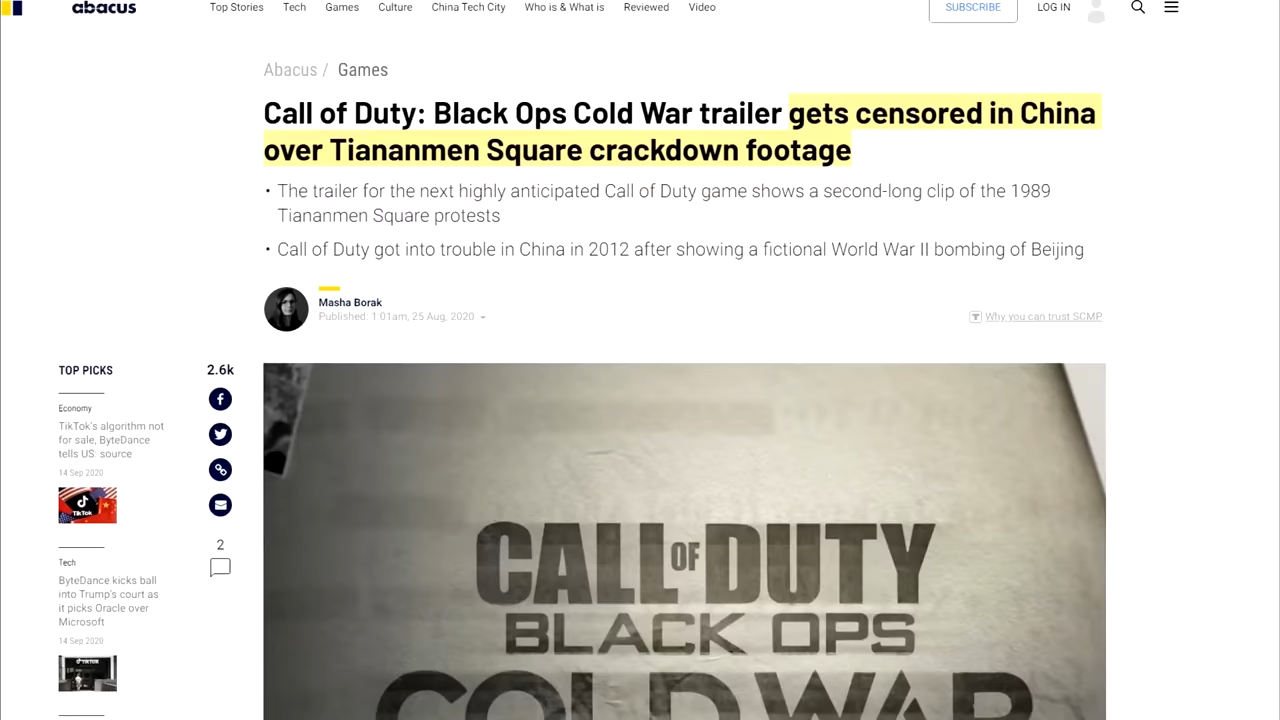 abacus
Top Stories Tech Games Culture China Tech City Who is & What is Reviewed Video
SUBSCRIBE
LOG IN
Abacus / Games
Call of Duty: Black Ops Cold War trailer gets censored in China
over Tiananmen Square crackdown footage
• The trailer for the next highly anticipated Call of Duty game shows a second-long clip of the 1989
Tiananmen Square protests
• Call of Duty got into trouble in China in 2012 after showing a fictional World War II bombing of Beijing
Masha Borak
Published: 1:01am, 25 Aug, 2020
Why you can trust SCMP
TOP PICKS
Economy
TikTok's algorithm not
for sale, ByteDance
tells US: source
14 Sep 2020
TikTok
Tech
ByteDance kicks ball
into Trump's court as
it picks Oracle over
Microsoft
14 Sep 2020
TikTok
2.6k
2
CALL OF DUTY
BLACK OPS
COLD WAR